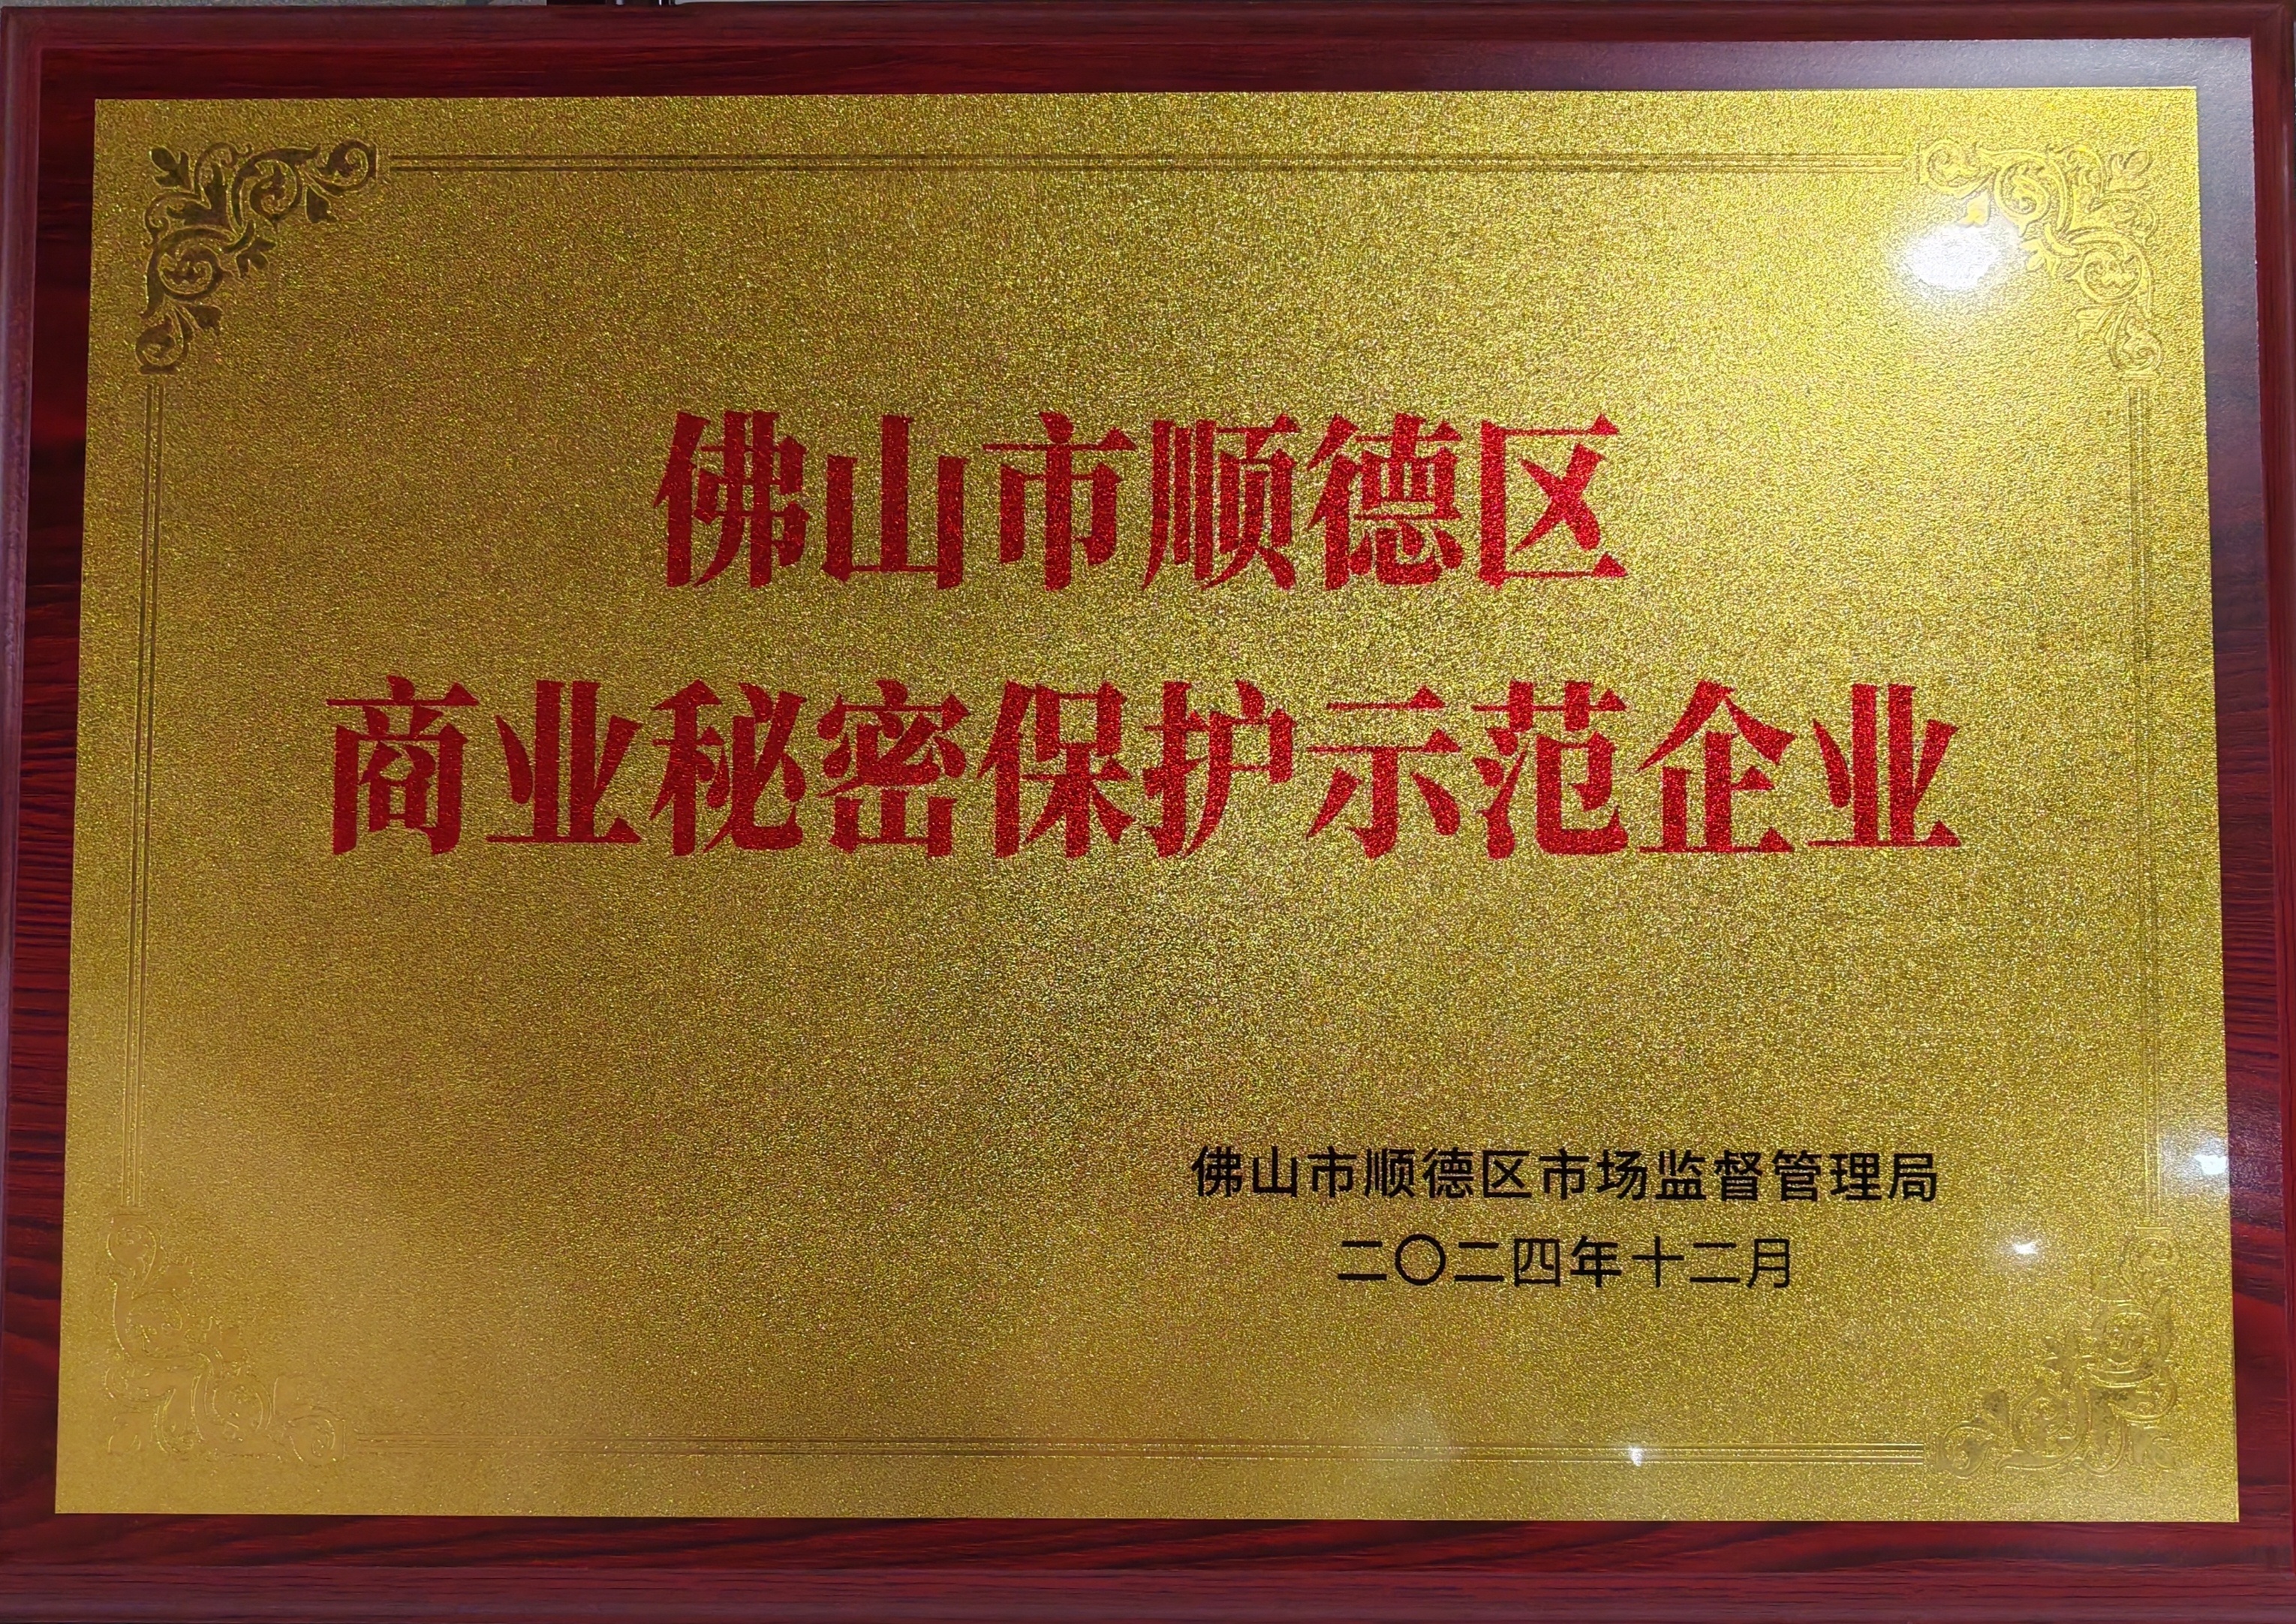 佛山市顺德区
商业秘密保护示范企业
佛山市顺德区市场监督管理局
二〇二四年十二月